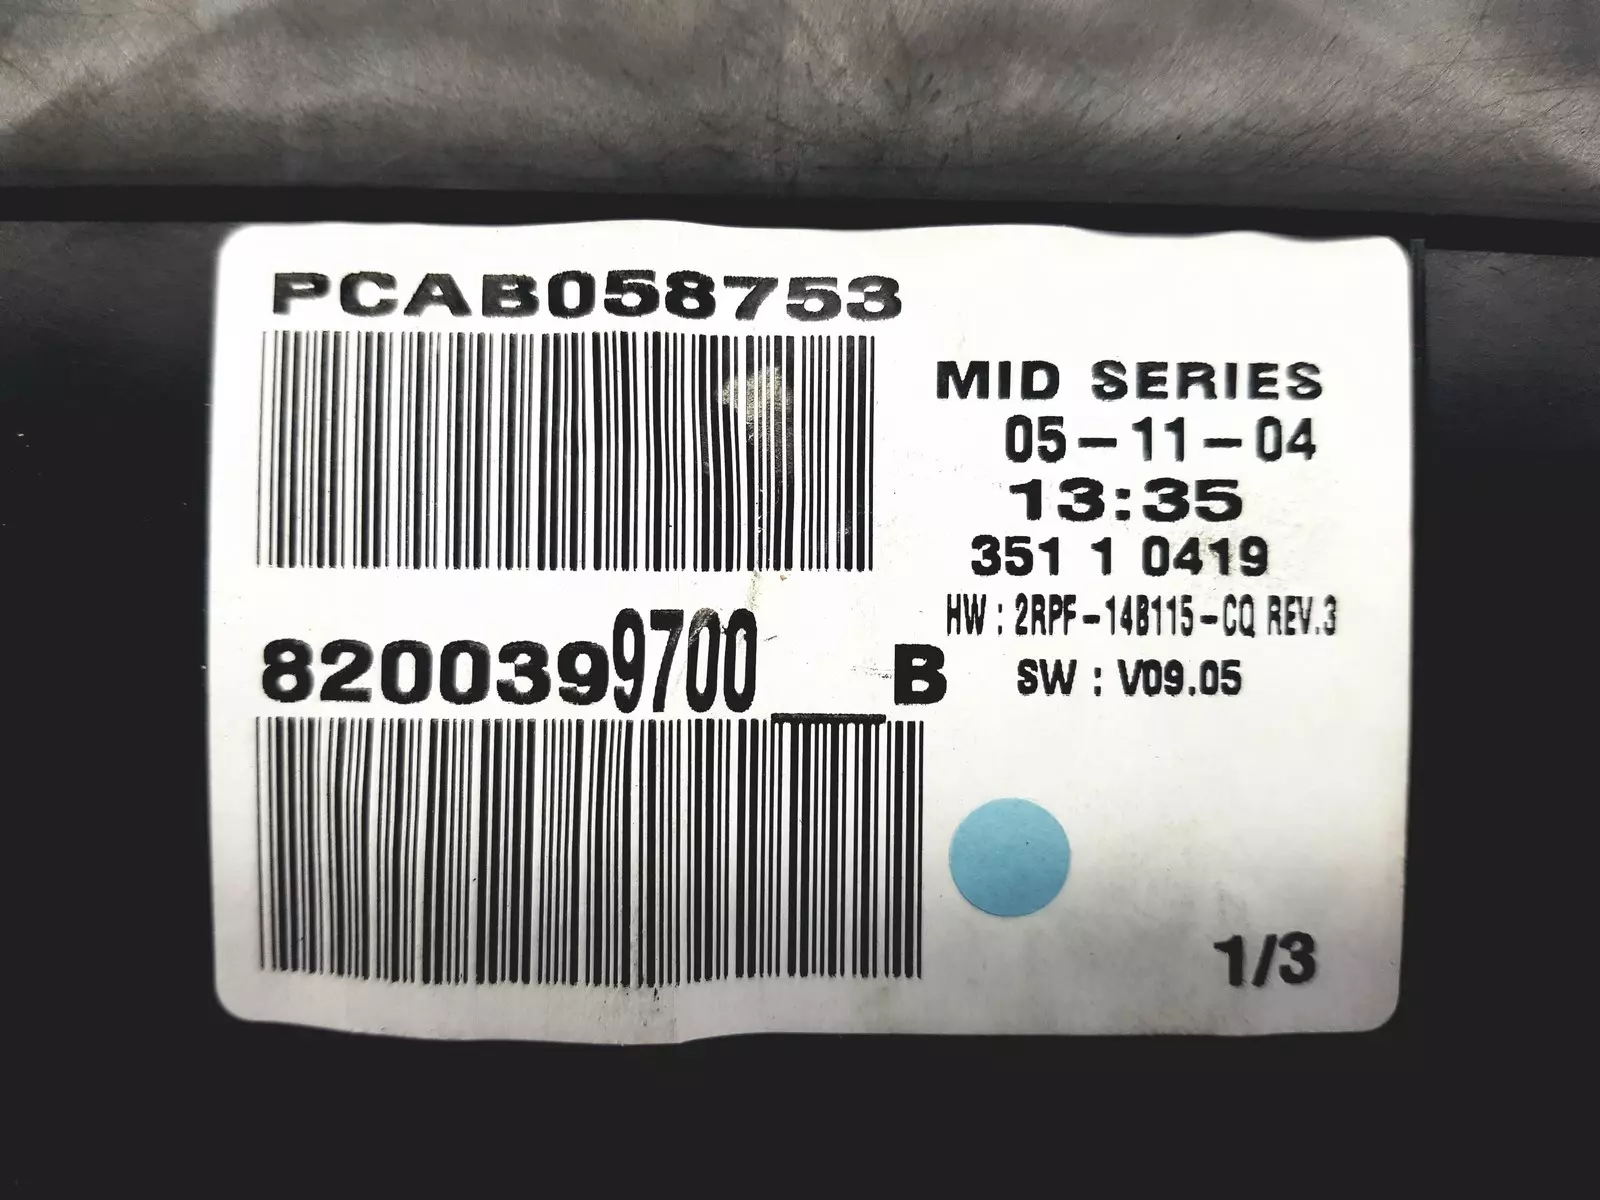 PCAB058753
MID SERIES
05-11-04
13:35
351 1 0419
HW : 2RPF-14B115-CQ REV.3
SW : V09.05
8200399700__B
1/3